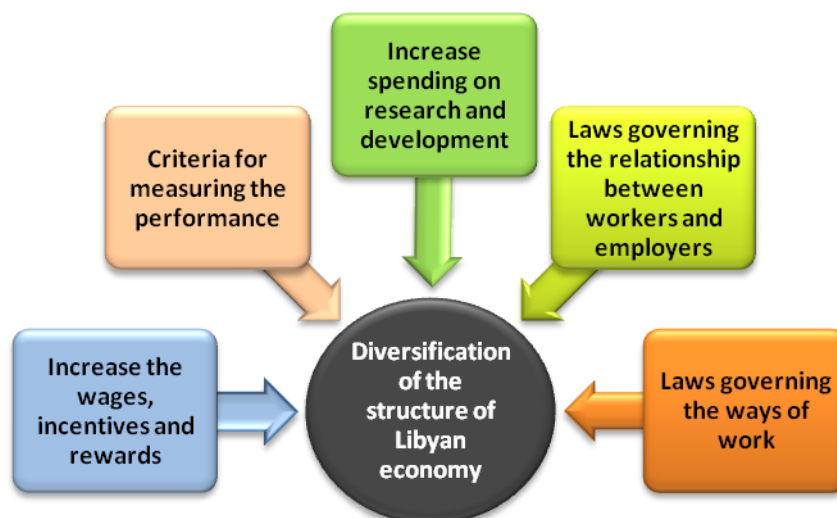 Increase
spending on
research and
development
Criteria for
measuring the
performance
Laws governing
the relationship
between
workers and
employers
Increase the
wages,
incentives and
rewards
Diversification
of the
structure of
Libyan
economy
Laws governing
the ways of
work